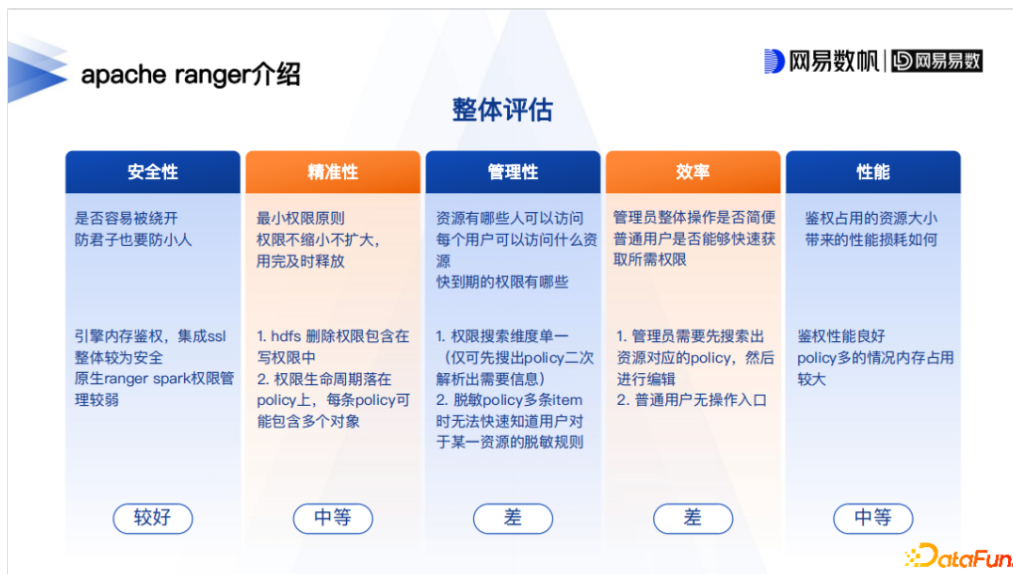 apache ranger介绍
网易数帆
网易易数
整体评估
安全性
是否容易被绕开
防君子也要防小人
引擎内存鉴权，集成ssl
整体较为安全
原生ranger spark权限管
理较弱
较好
精准性
最小权限原则
权限不缩小不扩大，
用完及时释放
1. hdfs 删除权限包含在
写权限中
2. 权限生命周期落在
policy上，每条policy可
能包含多个对象
中等
管理性
资源有哪些人可以访问
每个用户可以访问什么资
源
快到期的权限有哪些
1. 权限搜索维度单一
（仅可先搜出policy二次
解析出需要信息）
2. 脱敏policy多条item
时无法快速知道用户对
于某一资源的脱敏规则
差
效率
管理员整体操作是否简便
普通用户是否能够快速获
取所需权限
1. 管理员需要先搜索出
资源对应的policy，然后
进行编辑
2. 普通用户无操作入口
差
性能
鉴权占用的资源大小
带来的性能损耗如何
鉴权性能良好
policy多的情况内存占用
较大
中等
DataFun.